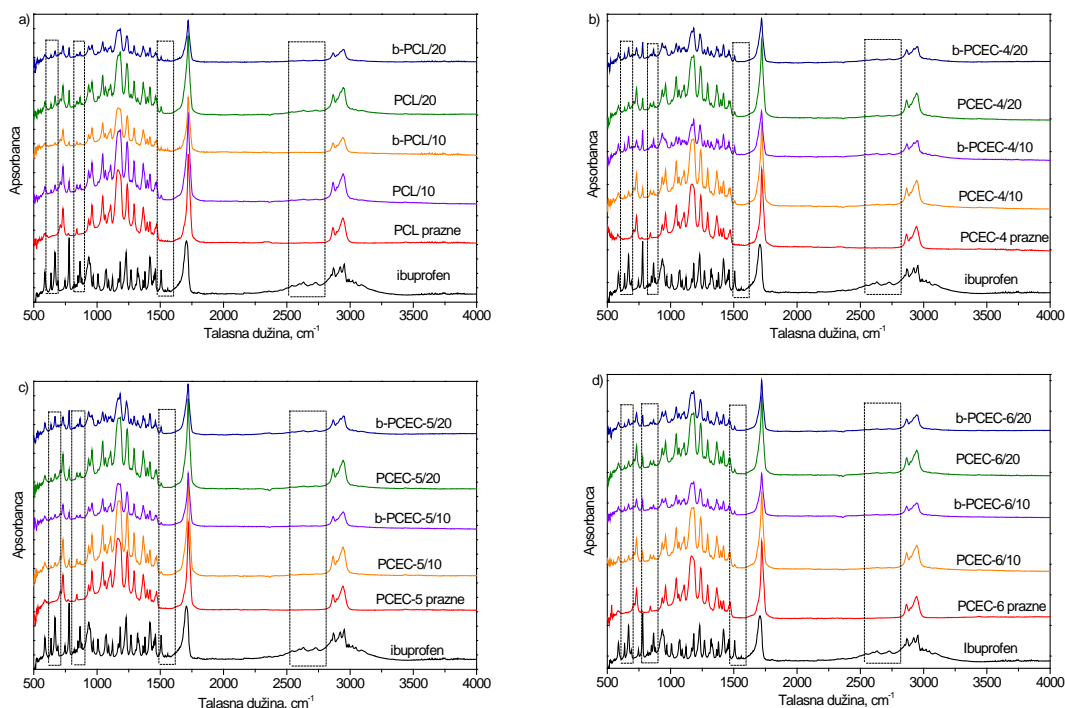 a)
b-PCL/20
PCL/20
b-PCL/10
PCL/10
PCL prazne
ibuprofen
Apsorbanca
500 1000 1500 2000 2500 3000 3500 4000
Talasna dužina, cm⁻¹
b)
b-PCEC-4/20
PCEC-4/20
b-PCEC-4/10
PCEC-4/10
PCEC-4 prazne
ibuprofen
Apsorbanca
500 1000 1500 2000 2500 3000 3500 4000
Talasna dužina, cm⁻¹
c)
b-PCEC-5/20
PCEC-5/20
b-PCEC-5/10
PCEC-5/10
PCEC-5 prazne
ibuprofen
Apsorbanca
500 1000 1500 2000 2500 3000 3500 4000
Talasna dužina, cm⁻¹
d)
b-PCEC-6/20
PCEC-6/20
b-PCEC-6/10
PCEC-6/10
PCEC-6 prazne
Ibuprofen
Apsorbanca
500 1000 1500 2000 2500 3000 3500 4000
Talasna dužina, cm⁻¹